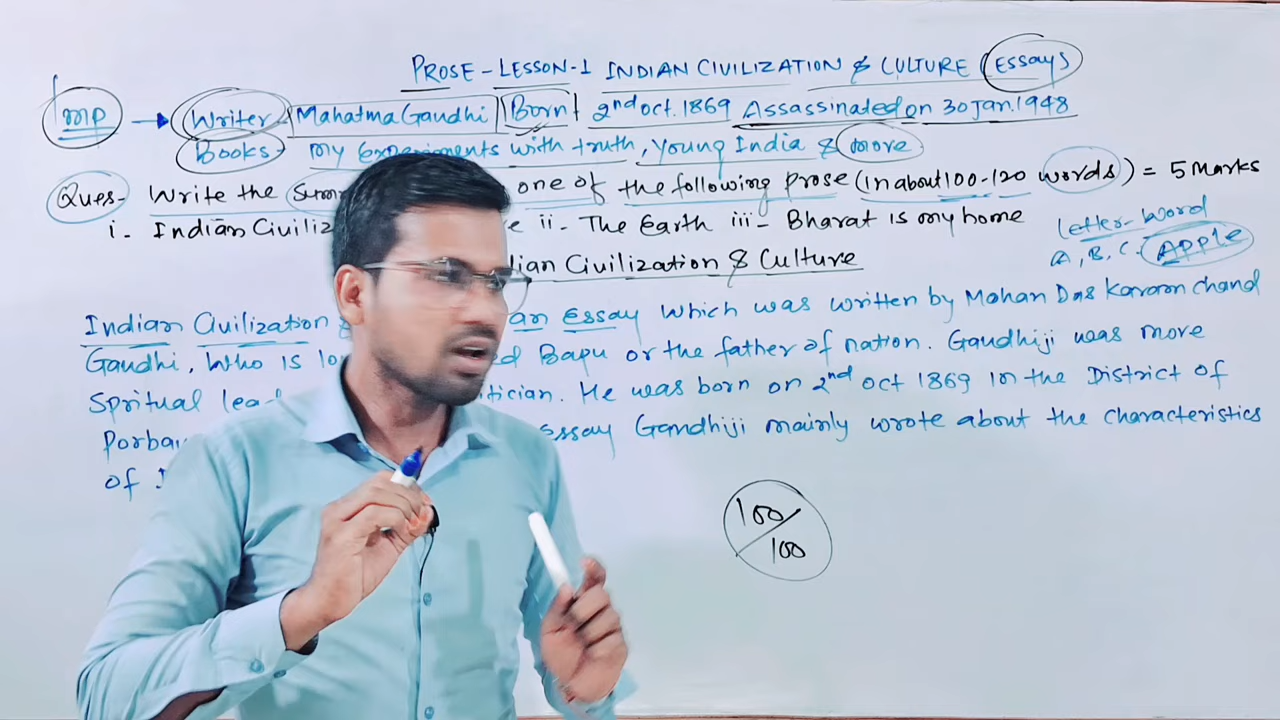 PROSE - LESSON-1 INDIAN CIVILIZATION & CULTURE (Essays)
Imp → Writer Mahatma Gandhi Born 2nd Oct. 1869 Assassinated on 30 Jan. 1948
Books My Experiments with truth, Young India & more
Ques- Write the one of the following Prose (In about 100-120 words) = 5 Marks
i- Indian ii- The Earth iii- Bharat is my home
Letter- Word
A, B, C. Apple
Civilization & Culture
Indian Civilization an Essay which was written by Mohan Das Karam chand
Gandhi, Who is Bapu or the father of nation. Gandhiji was more
Spritual He was born on 2nd Oct 1869 in the District of
essay Gandhiji mainly wrote about the characteristics
of
100/100